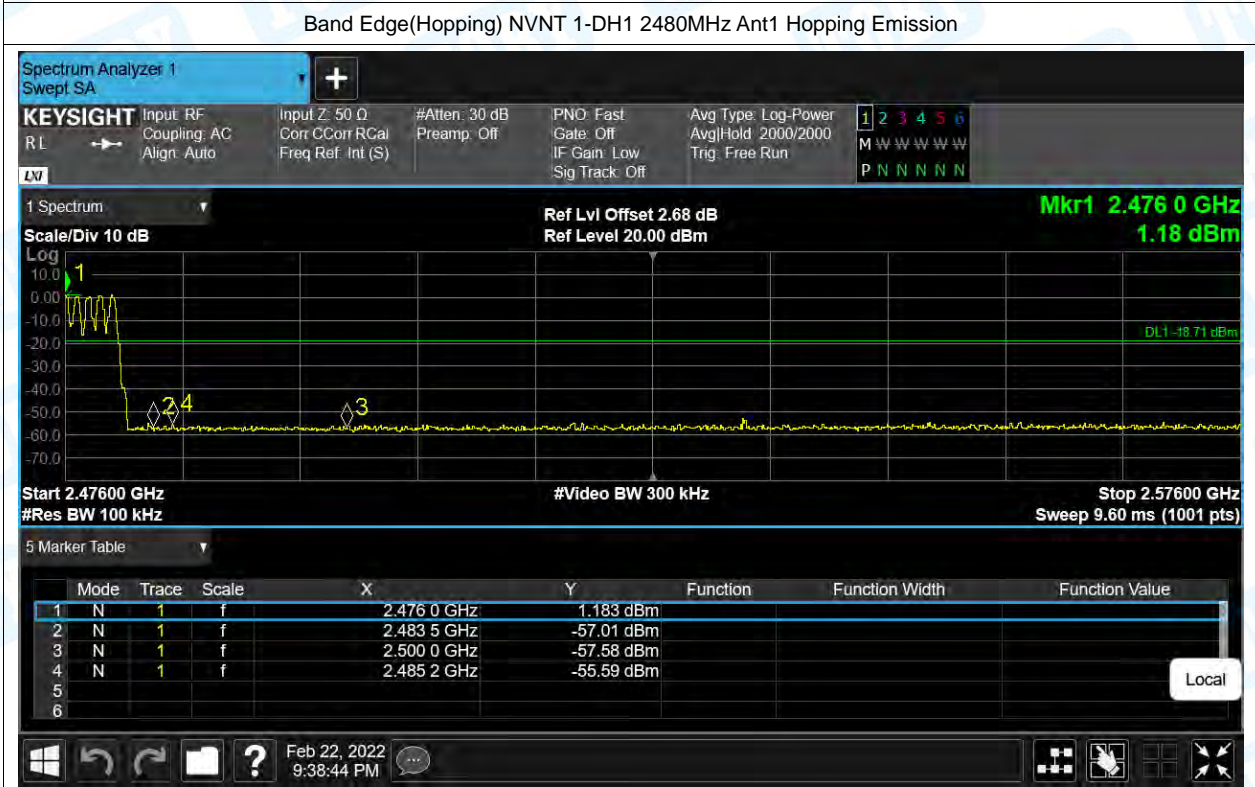 Band Edge(Hopping) NVNT 1-DH1 2480MHz Ant1 Hopping Emission
Spectrum Analyzer 1
Swept SA
+
KEYSIGHT
RL
LXI
Input: RF
Coupling: AC
Align: Auto
Input Z: 50 Ω
Corr CCorr RCal
Freq Ref: Int (S)
#Atten: 30 dB
Preamp: Off
PNO: Fast
Gate: Off
IF Gain: Low
Sig Track: Off
Avg Type: Log-Power
Avg|Hold: 2000/2000
Trig: Free Run
1 2 3 4 5 6
M W W W W W
P N N N N N
1 Spectrum
Scale/Div 10 dB
Ref Lvl Offset 2.68 dB
Ref Level 20.00 dBm
Mkr1 2.476 0 GHz
1.18 dBm
Log
10.0
0.00
-10.0
-20.0
-30.0
-40.0
-50.0
-60.0
-70.0
1
2 4
3
DL1 -18.71 dBm
Start 2.47600 GHz
#Res BW 100 kHz
#Video BW 300 kHz
Stop 2.57600 GHz
Sweep 9.60 ms (1001 pts)
5 Marker Table
Mode Trace Scale X Y Function Function Width Function Value
1 N 1 f 2.476 0 GHz 1.183 dBm
2 N 1 f 2.483 5 GHz -57.01 dBm
3 N 1 f 2.500 0 GHz -57.58 dBm
4 N 1 f 2.485 2 GHz -55.59 dBm
5
6
Local
?
Feb 22, 2022
9:38:44 PM